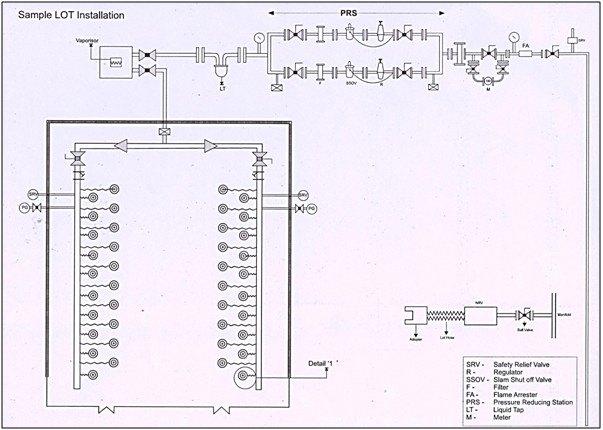 Sample LOT Installation
PRS
Vaporisor
SRV
FA
LT
F
SSOV
R
M
SRV
SRV
PG
PG
NRV
Manifold
Adapter
Lot Hose
Ball Valve
Detail '1 '
SRV - Safety Relief Valve
R - Regulator
SSOV - Slam Shut off Valve
F - Filter
FA - Flame Arrester
PRS - Pressure Reducing Station
LT - Liquid Tap
M - Meter